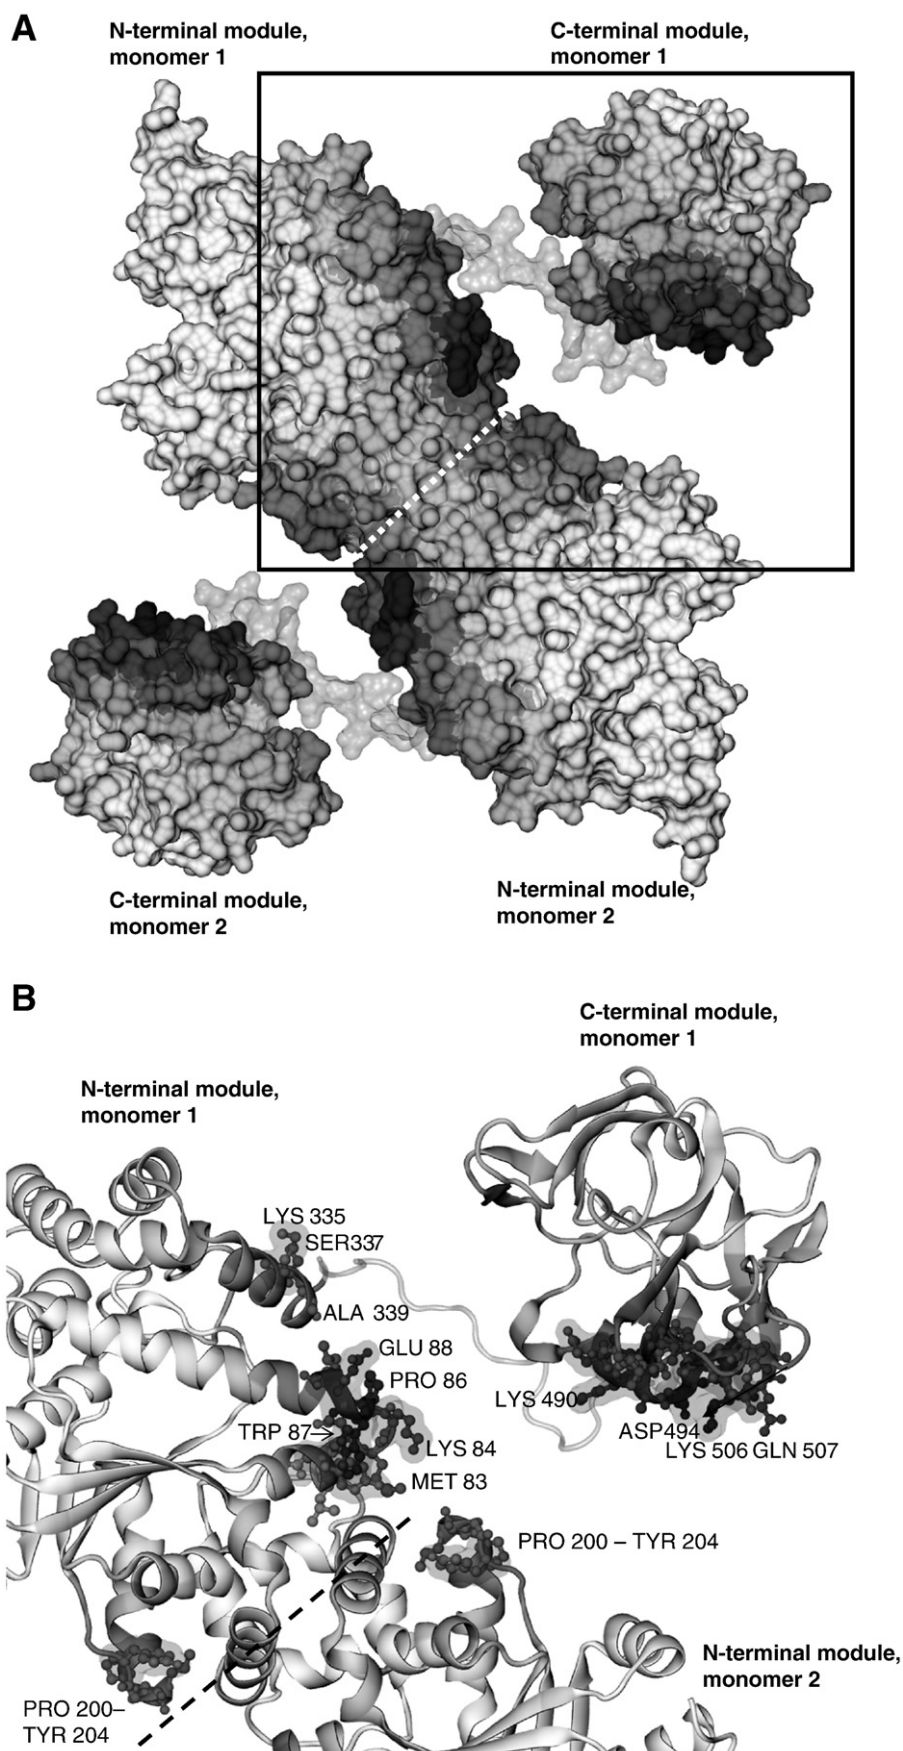 A
N-terminal module,
monomer 1
C-terminal module,
monomer 1
C-terminal module,
monomer 2
N-terminal module,
monomer 2
B
C-terminal module,
monomer 1
N-terminal module,
monomer 1
LYS 335
SER337
ALA 339
GLU 88
PRO 86
LYS 490
TRP 87
ASP494
LYS 84
LYS 506 GLN 507
MET 83
PRO 200 – TYR 204
N-terminal module,
monomer 2
PRO 200–
TYR 204